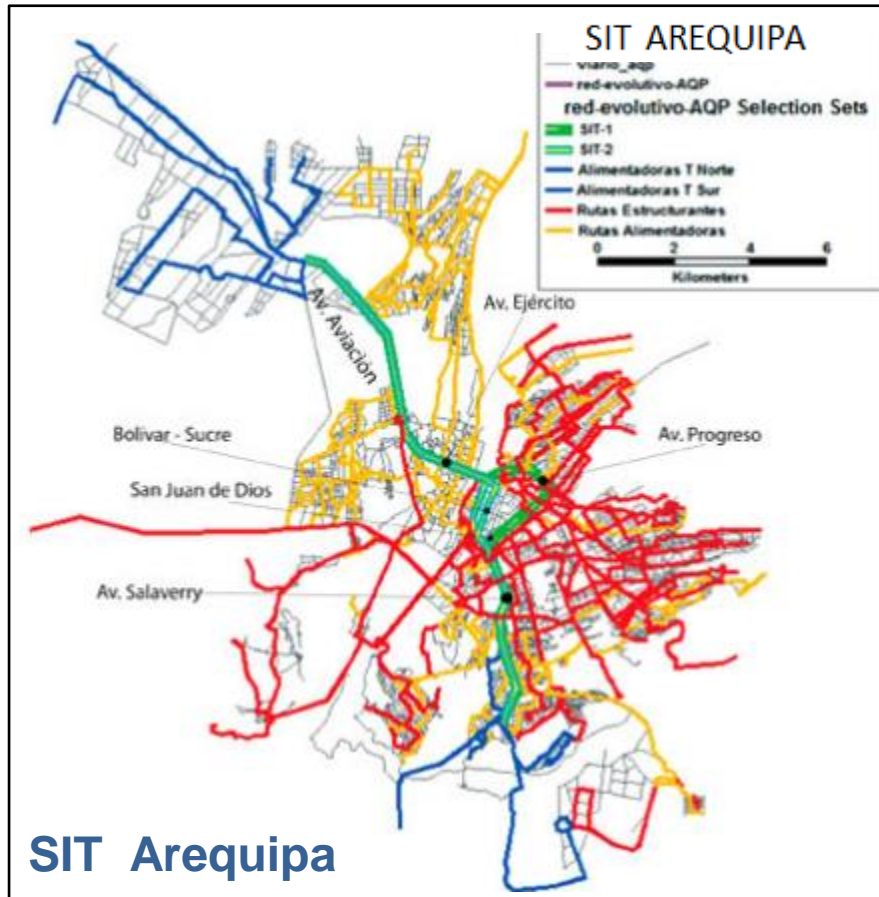 SIT AREQUIPA
viario_aqp
red-evolutivo-AQP
red-evolutivo-AQP Selection Sets
SIT-1
SIT-2
Alimentadoras T Norte
Alimentadoras T Sur
Rutas Estructurantes
Rutas Alimentadoras
0 2 4 6
Kilometers
Av. Ejército
Av. Aviación
Bolivar - Sucre
Av. Progreso
San Juan de Dios
Av. Salaverry
SIT Arequipa